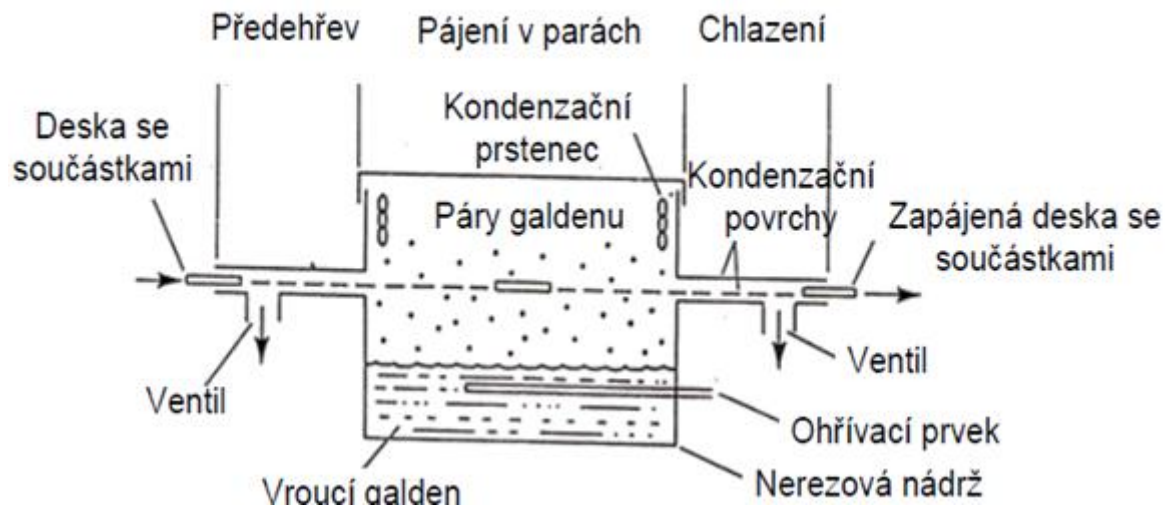 Předehřev
Pájení v parách
Chlazení
Deska se
součástkami
Kondenzační
prstenec
Kondenzační
povrchy
Páry galdenu
Zapájená deska se
součástkami
Ventil
Ventil
Ohřívací prvek
Nerezová nádrž
Vroucí galden